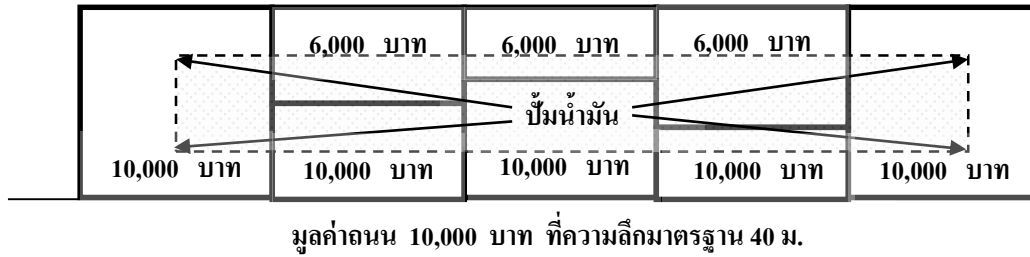 6,000 บาท 6,000 บาท 6,000 บาท
ปั้มน้ำมัน
10,000 บาท 10,000 บาท 10,000 บาท 10,000 บาท 10,000 บาท
มูลค่าถนน 10,000 บาท ที่ความลึกมาตรฐาน 40 ม.